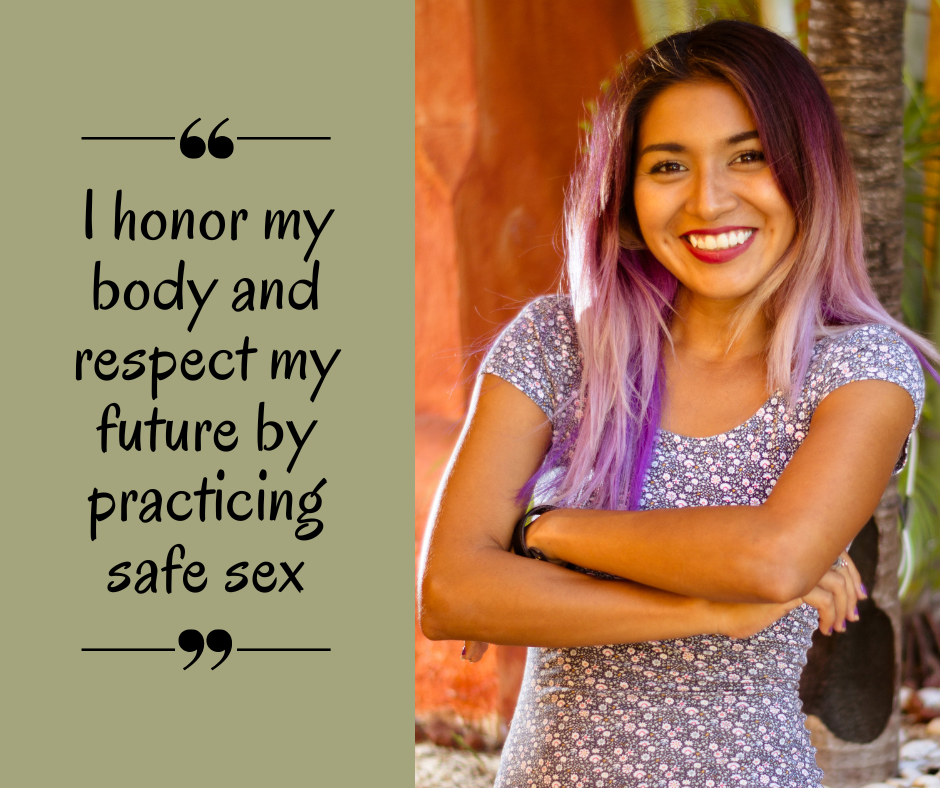 “
I honor my
body and
respect my
future by
practicing
safe sex
”